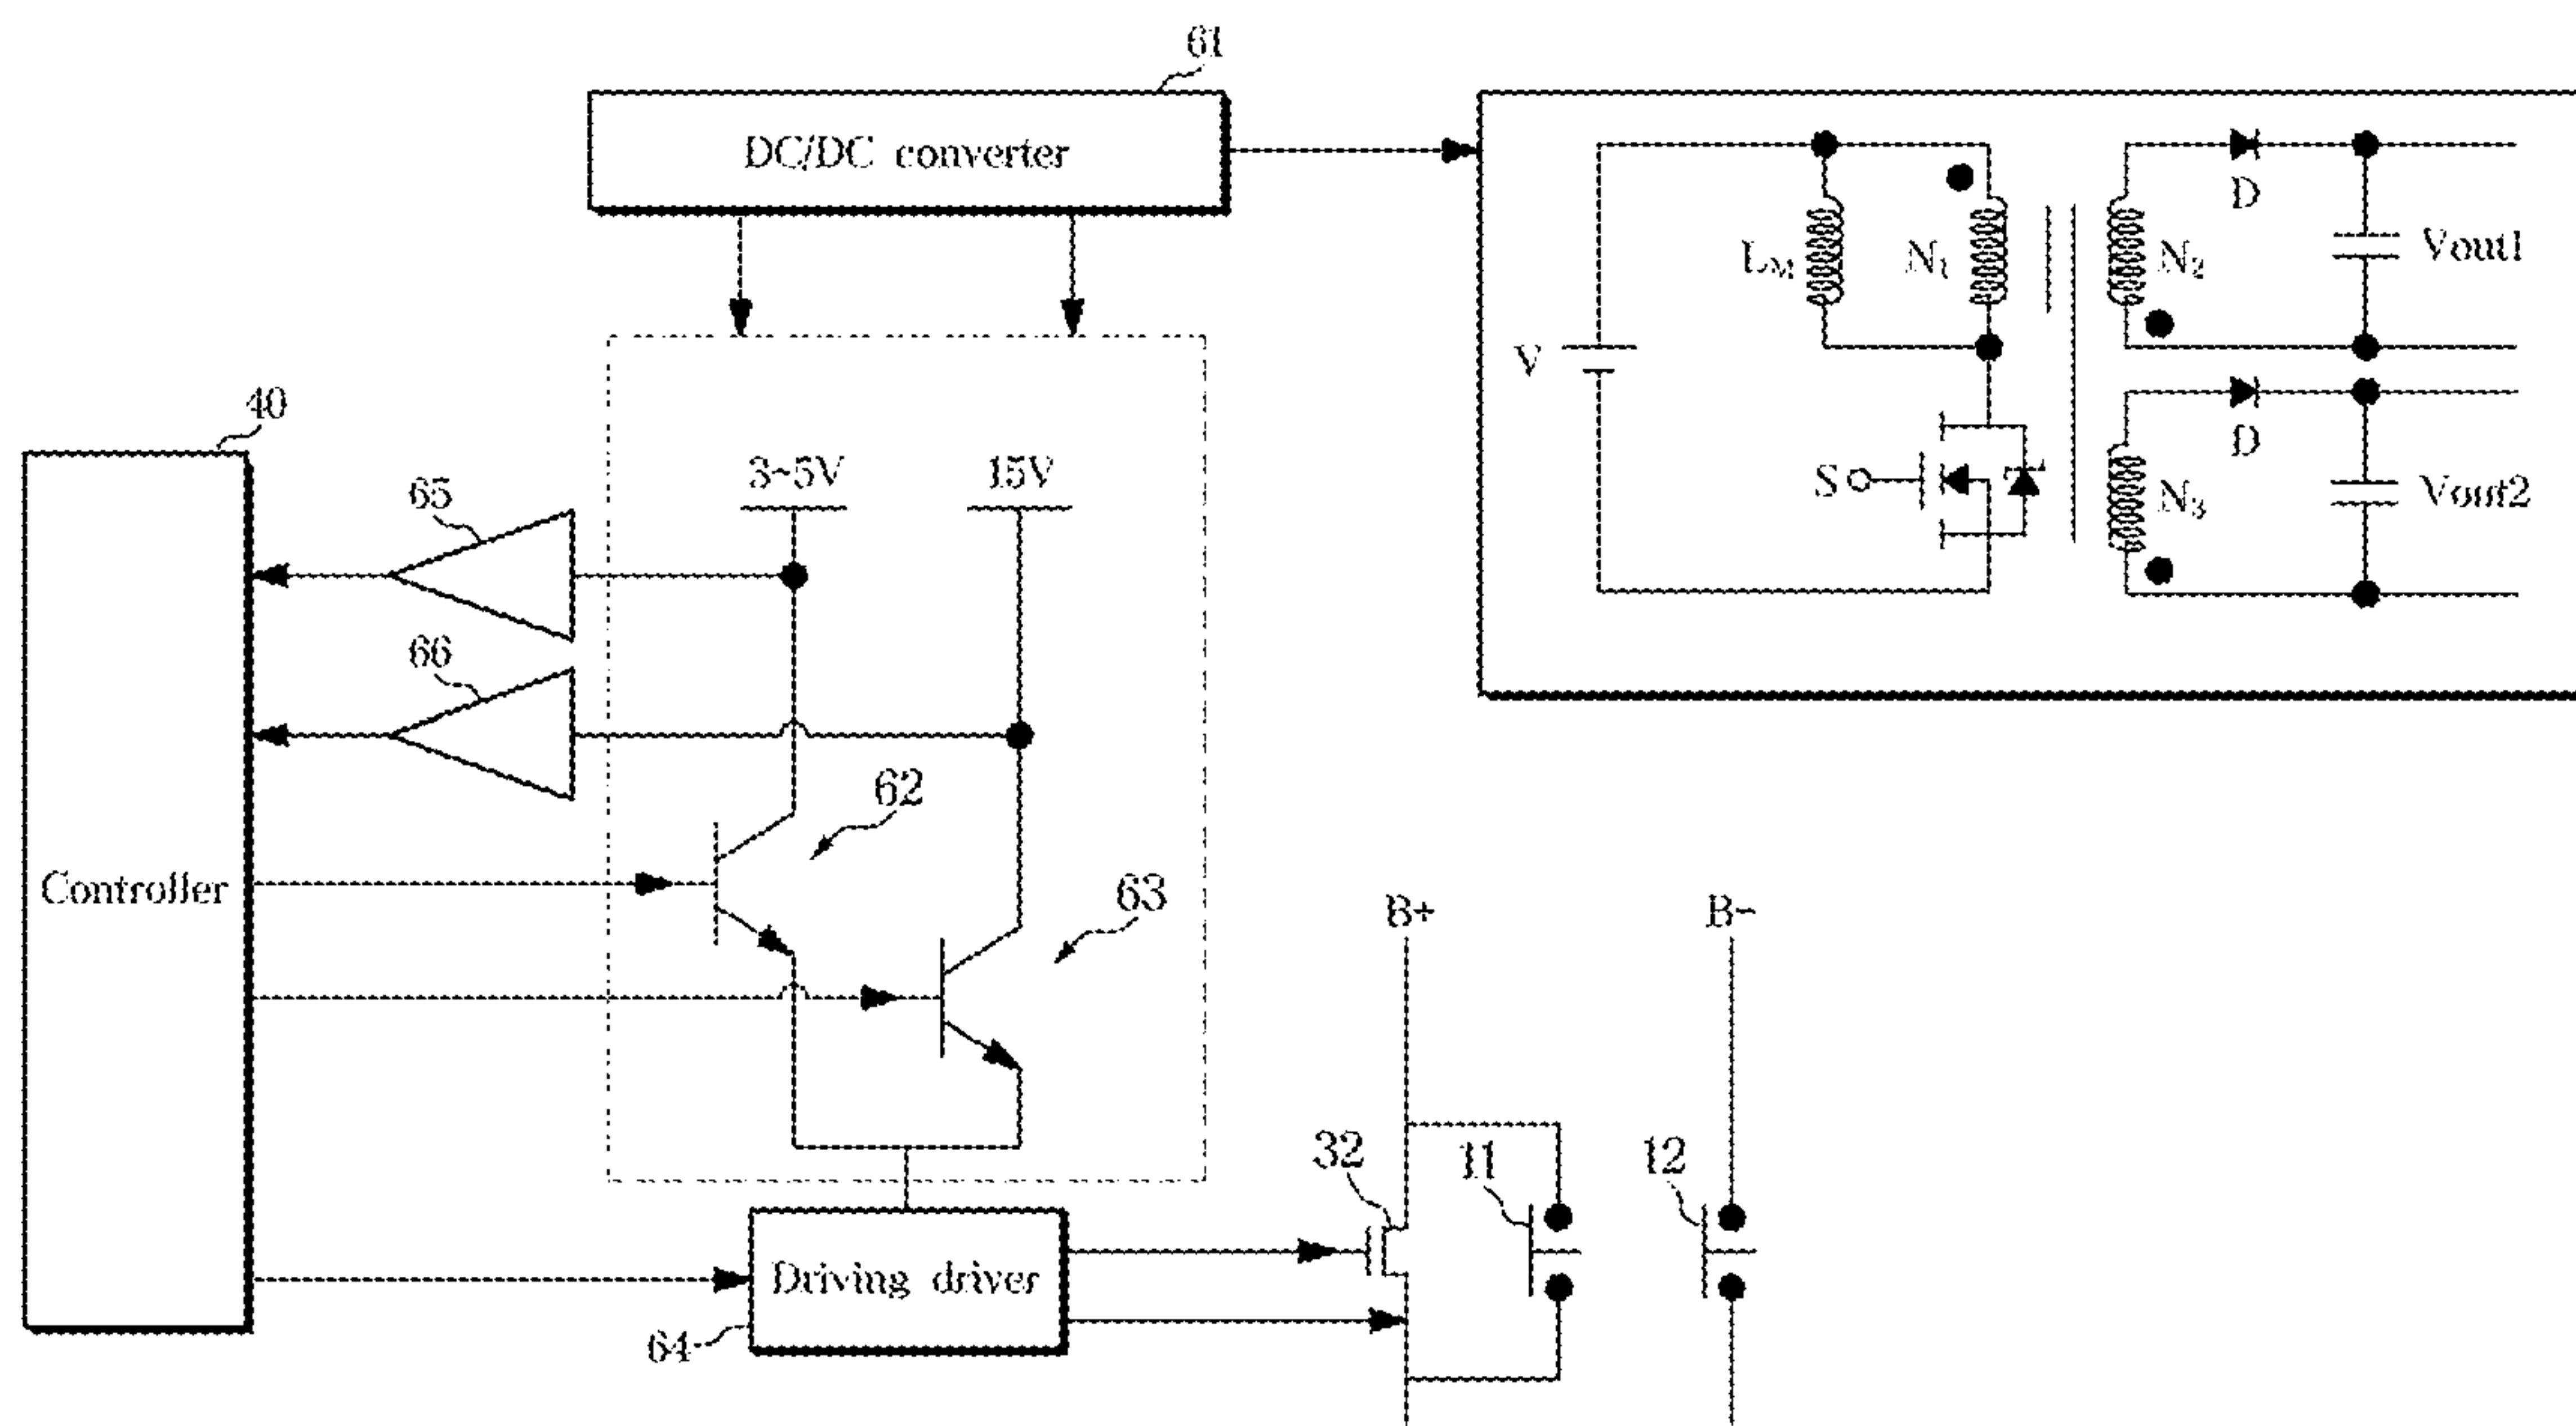 61
DC/DC converter
40
Controller
65
66
3~5V
15V
62
63
Driving driver
64
V
LM
N1
N2
N3
D
Vout1
D
Vout2
S
B+
B-
32
11
12